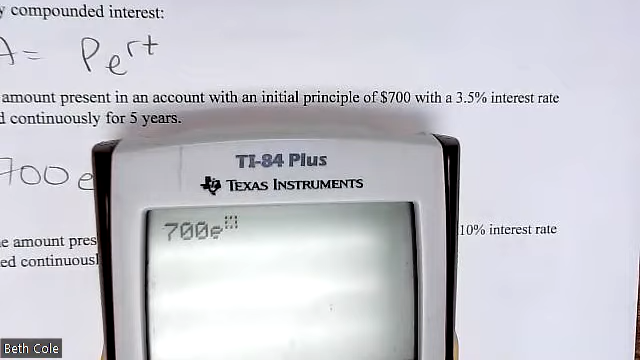 y compounded interest:
A = Pe^rt
amount present in an account with an initial principle of $700 with a 3.5% interest rate
d continuously for 5 years.
TI-84 Plus
TEXAS INSTRUMENTS
700 e
700e
e amount pres 10% interest rate
ed continuousl
Beth Cole